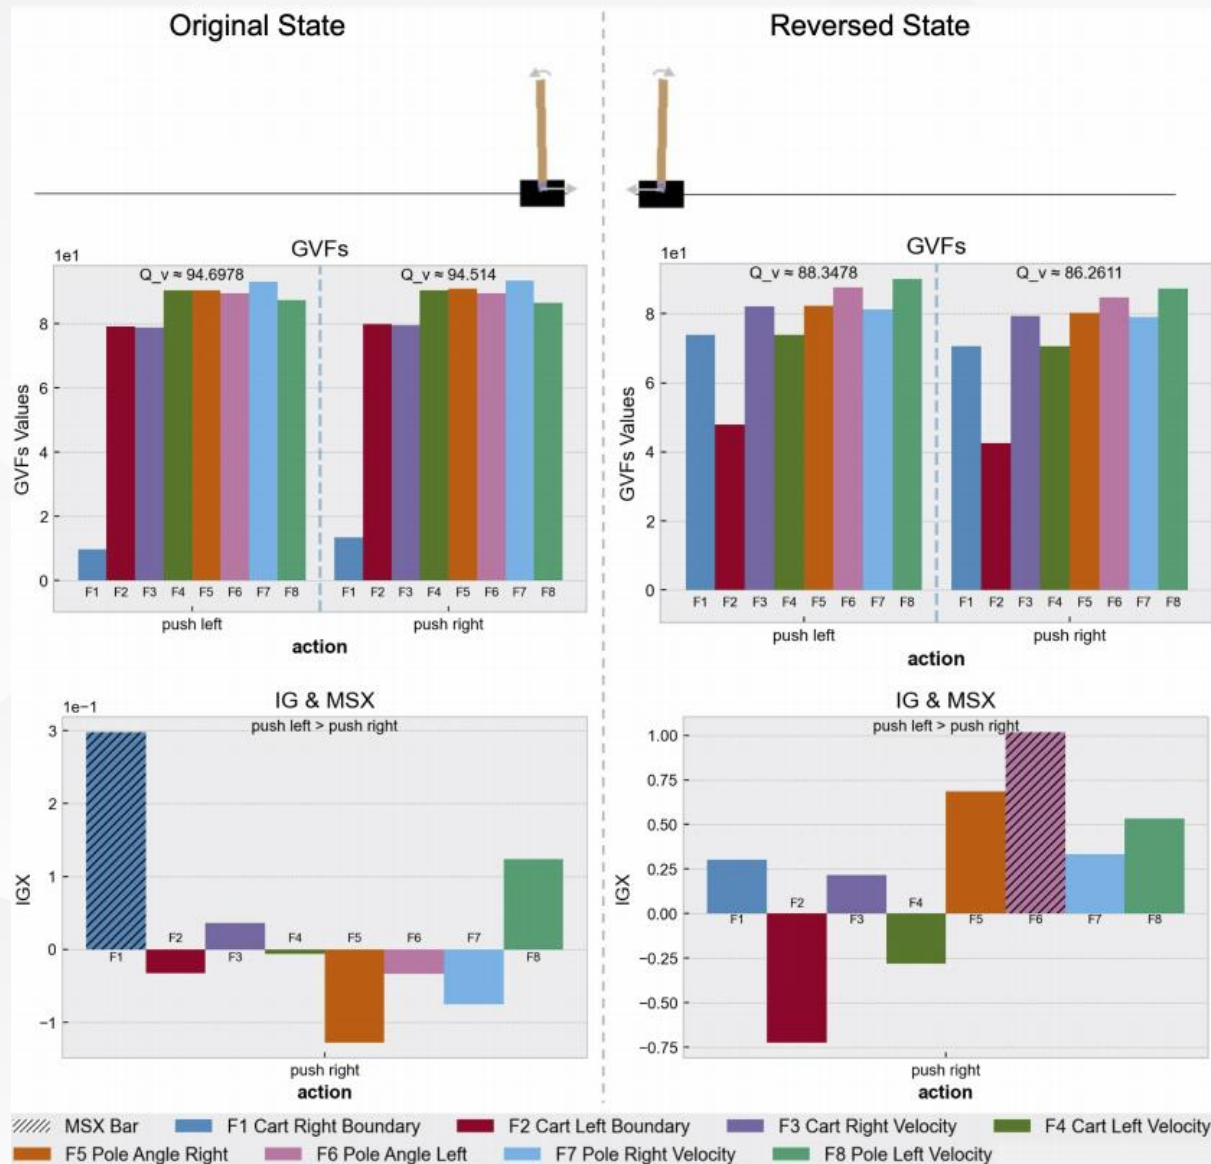 Original State
Reversed State
GVFs
1e1
Q_v ≈ 94.6978
Q_v ≈ 94.514
GVFs Values
8
6
4
2
0
F1 F2 F3 F4 F5 F6 F7 F8
F1 F2 F3 F4 F5 F6 F7 F8
push left
push right
action
GVFs
1e1
Q_v ≈ 88.3478
Q_v ≈ 86.2611
GVFs Values
8
6
4
2
0
F1 F2 F3 F4 F5 F6 F7 F8
F1 F2 F3 F4 F5 F6 F7 F8
push left
push right
action
IG & MSX
1e−1
push left > push right
IGX
3
2
1
0
−1
F1 F2 F3 F4 F5 F6 F7 F8
push right
action
IG & MSX
push left > push right
IGX
1.00
0.75
0.50
0.25
0.00
−0.25
−0.50
−0.75
F1 F2 F3 F4 F5 F6 F7 F8
push right
action
MSX Bar F1 Cart Right Boundary F2 Cart Left Boundary F3 Cart Right Velocity F4 Cart Left Velocity
F5 Pole Angle Right F6 Pole Angle Left F7 Pole Right Velocity F8 Pole Left Velocity